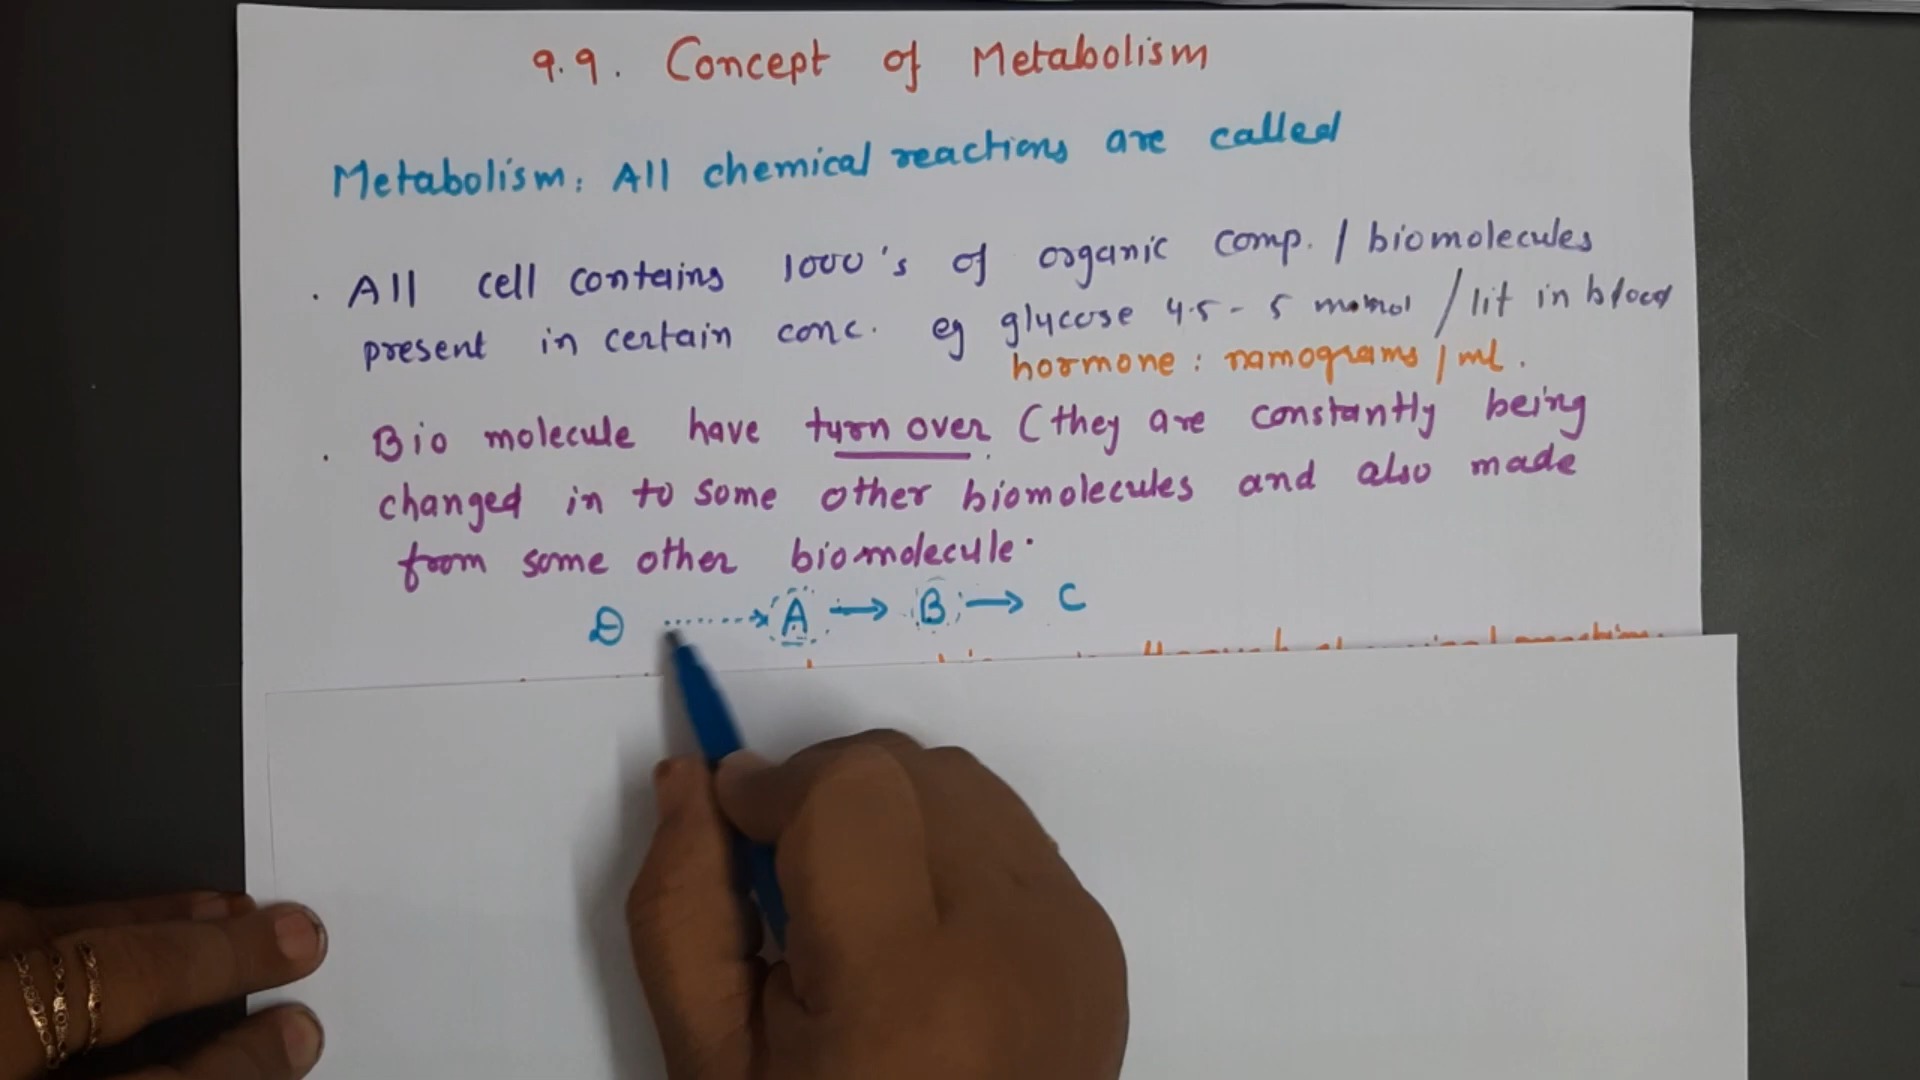 9.9. Concept of Metabolism
Metabolism: All chemical reactions are called
. All cell contains 1000's of organic comp. / biomolecules
present in certain conc. eg glycose 4.5 - 5 mmol / lit in blood
hormone : namograms / ml.
. Bio molecule have turn over (they are constantly being
changed in to some other biomolecules and also made
from some other biomolecule.
D ......→ A → B → C